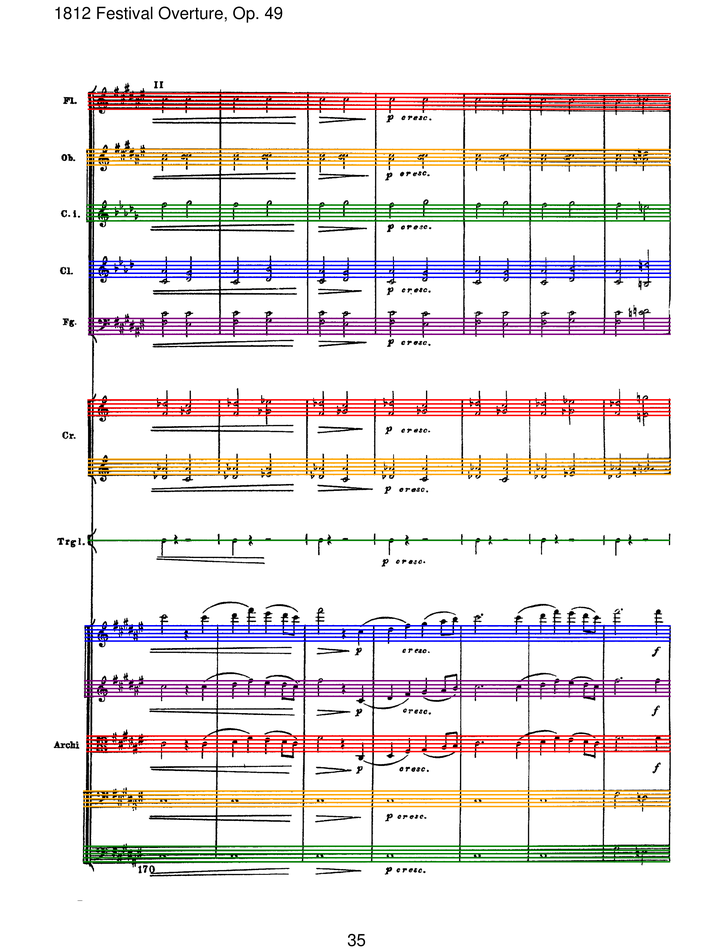 1812 Festival Overture, Op. 49
II
Fl.
p cresc.
Ob.
p cresc.
C. i.
p cresc.
Cl.
p cresc.
Fg.
p cresc.
Cr.
p cresc.
p cresc.
Trgl.
p cresc.
p cresc. f
p cresc. f
Archi
p cresc. f
p cresc.
170
p cresc.
35